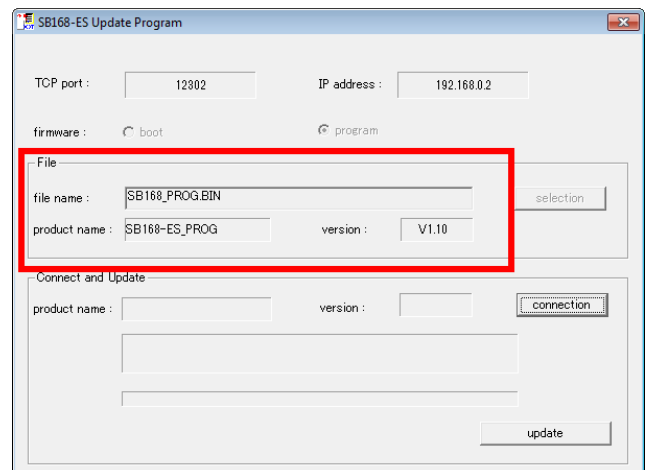 SB168-ES Update Program
TCP port : 12302 IP address : 192.168.0.2
firmware : boot program
File
file name : SB168_PROG.BIN selection
product name : SB168-ES_PROG version : V1.10
Connect and Update
product name : version : connection
update